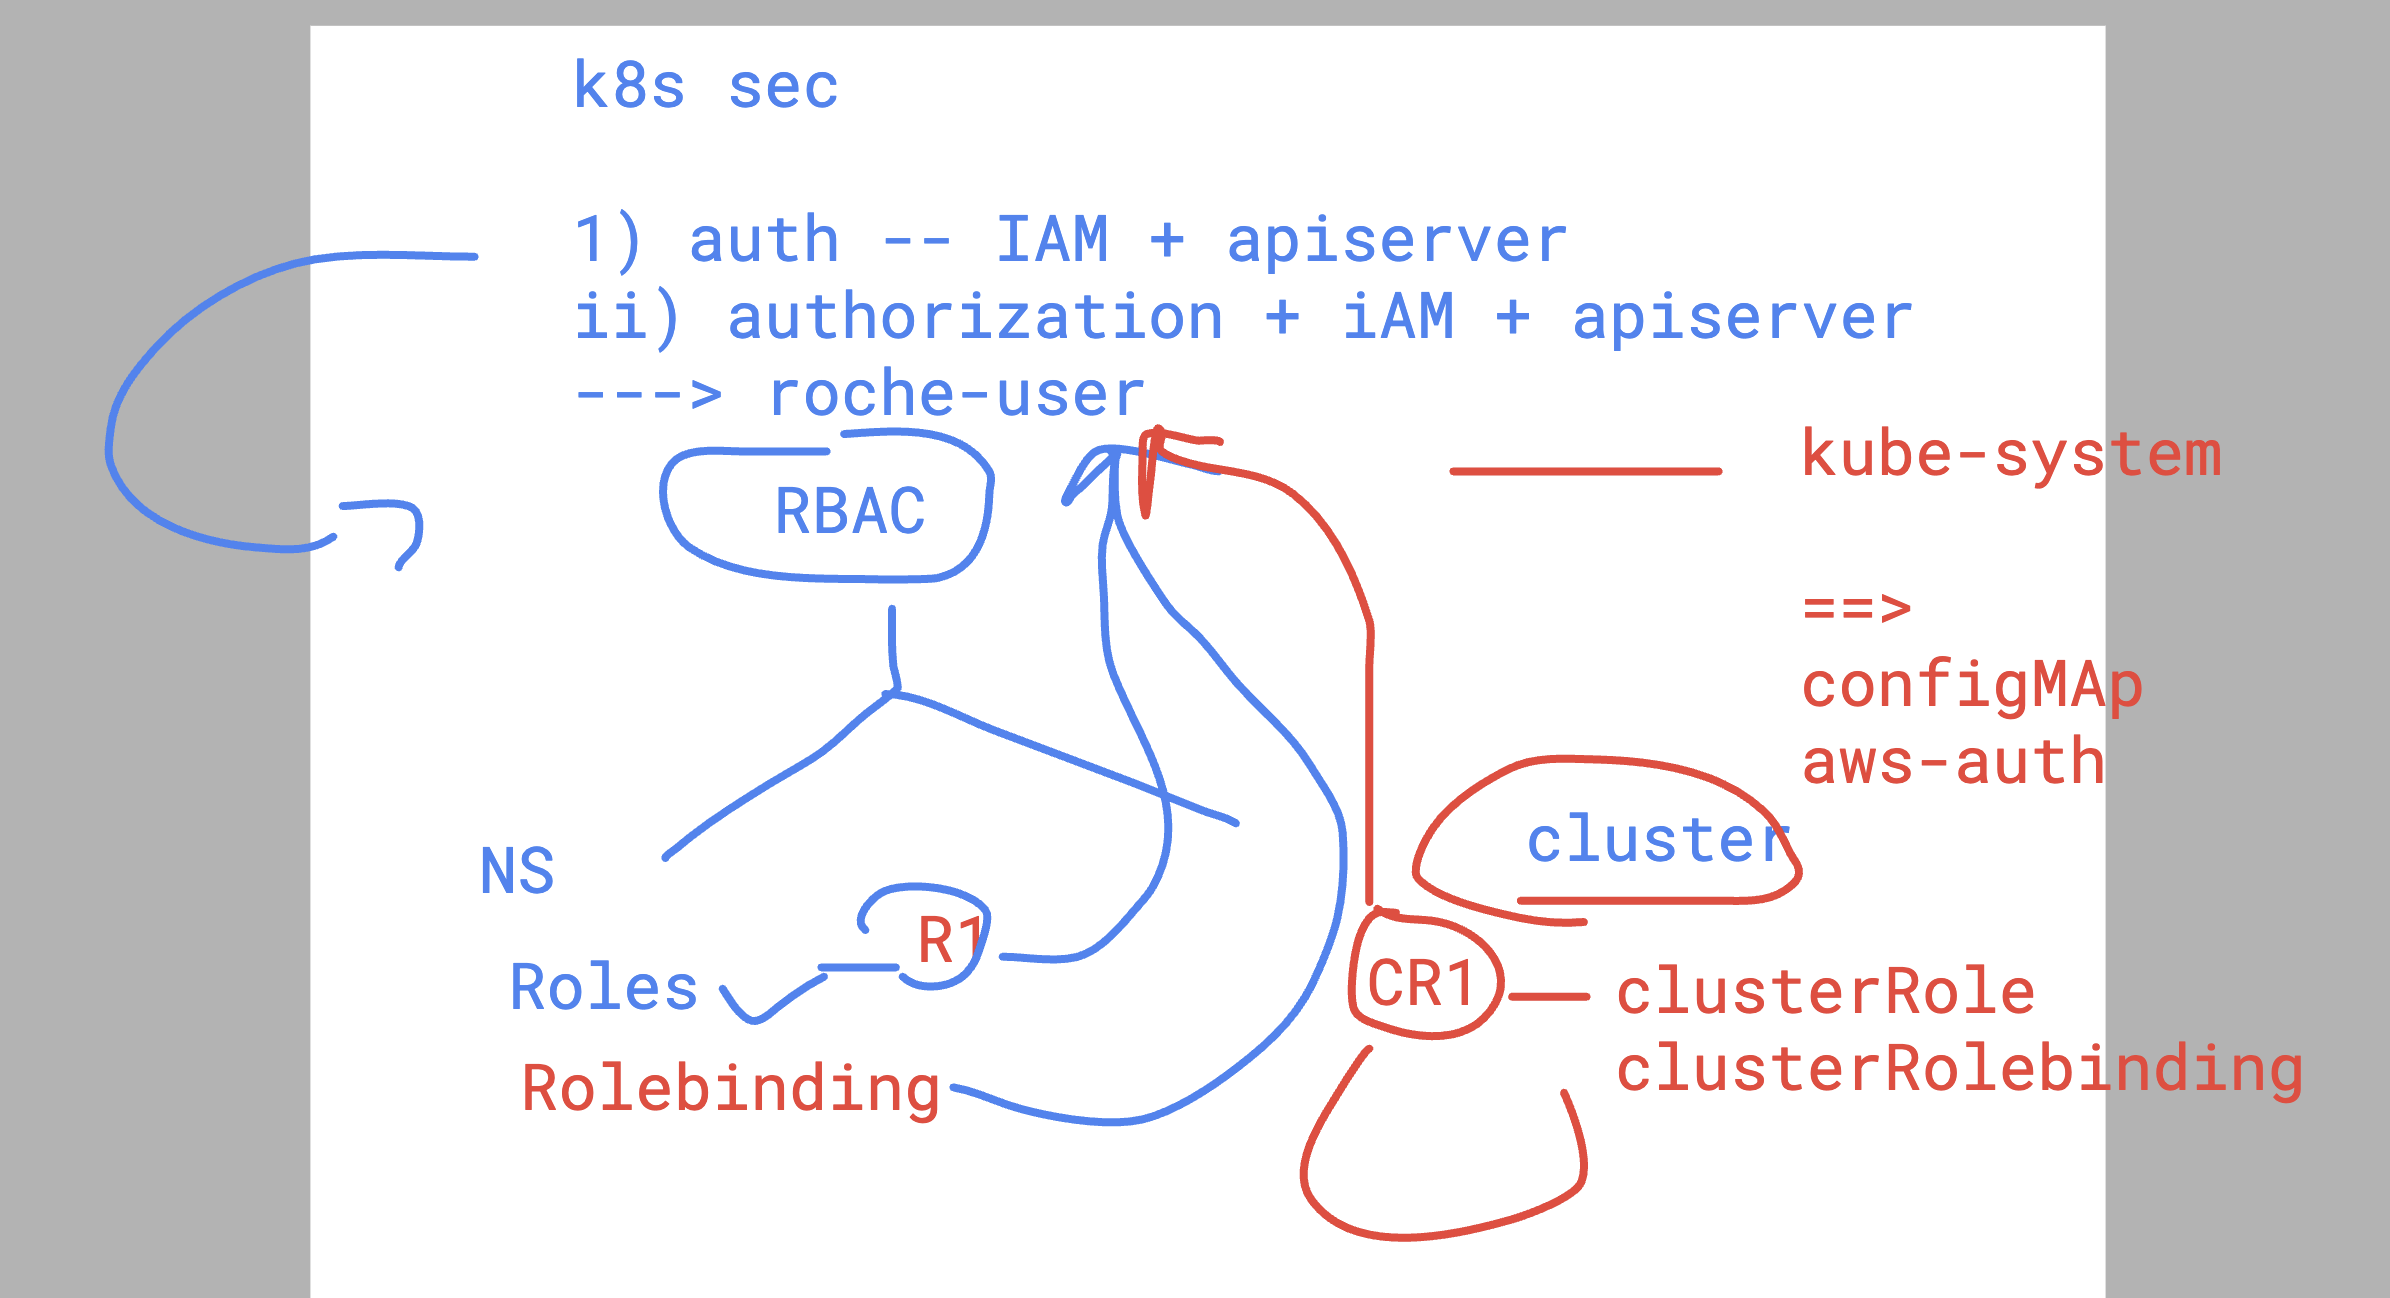 k8s sec
1) auth -- IAM + apiserver
ii) authorization + iAM + apiserver
---> roche-user
kube-system
RBAC
==>
configMAp
aws-auth
cluster
NS
R1
Roles
CR1
clusterRole
clusterRolebinding
Rolebinding